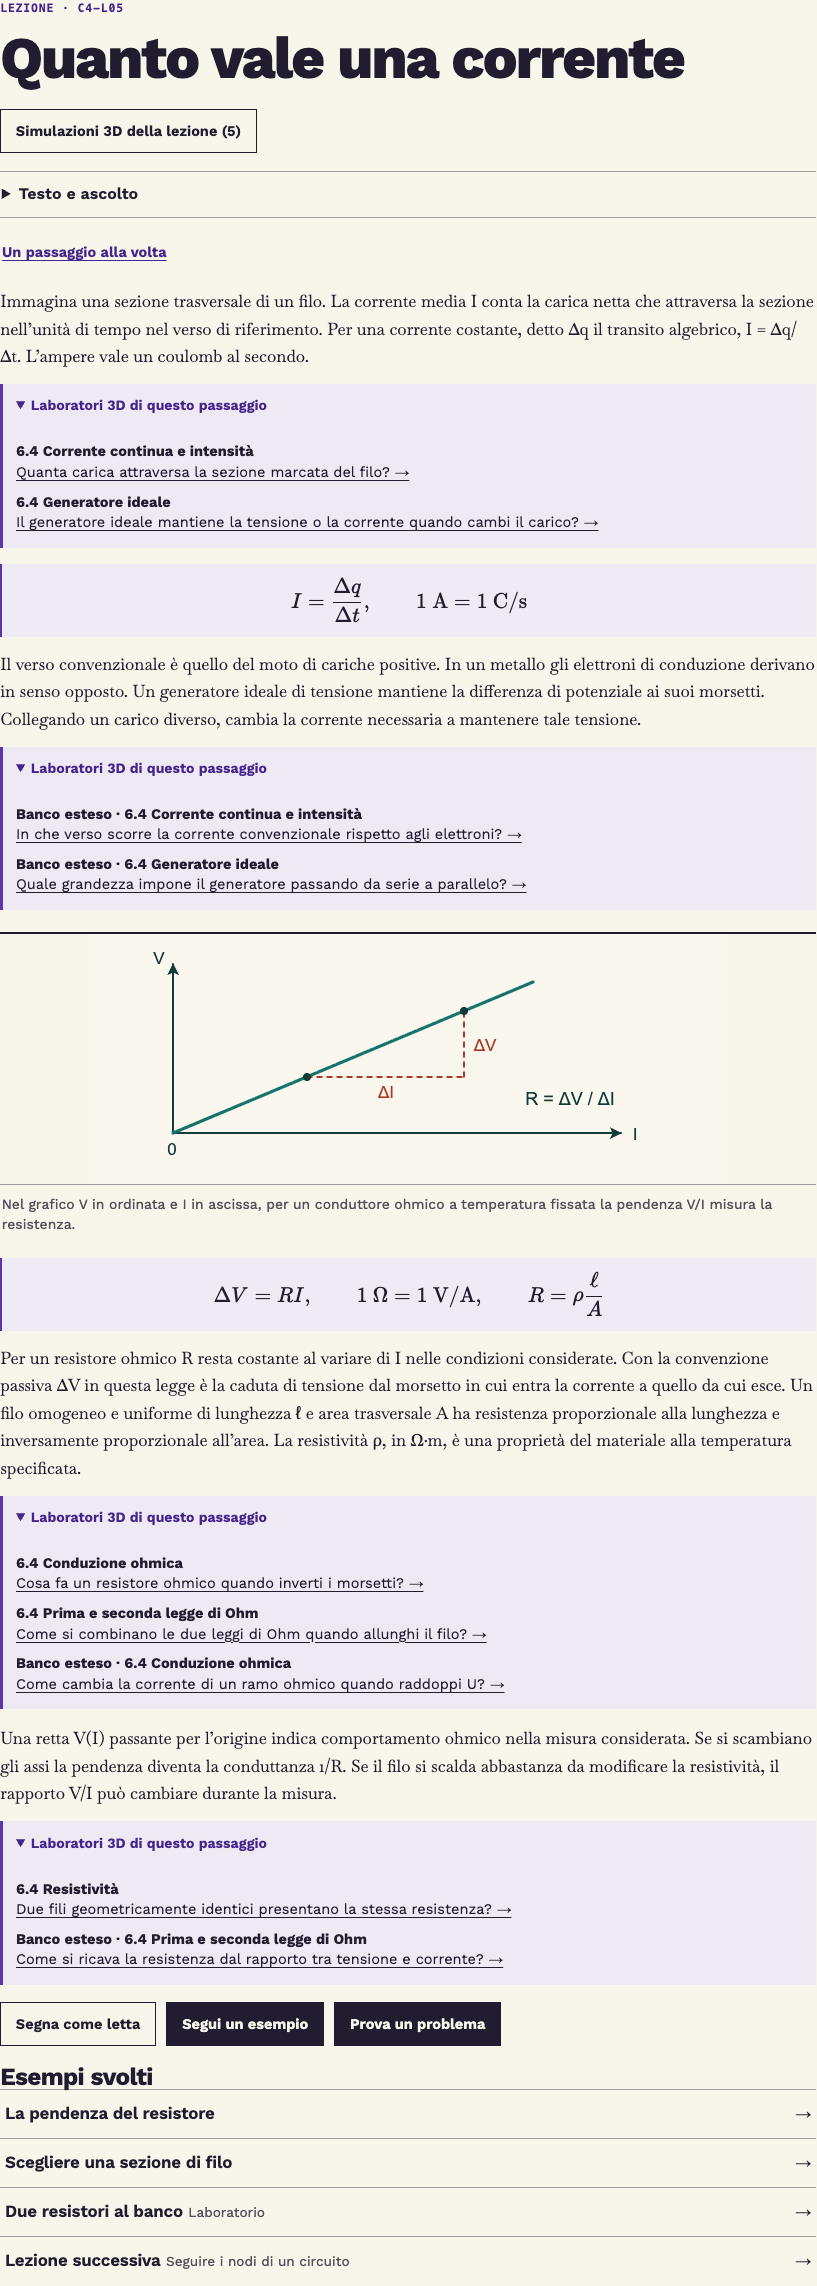 LEZIONE · C4–L05
Quanto vale una corrente
Simulazioni 3D della lezione (5)
▶ Testo e ascolto
Un passaggio alla volta
Immagina una sezione trasversale di un filo. La corrente media I conta la carica netta che attraversa la sezione
nell’unità di tempo nel verso di riferimento. Per una corrente costante, detto Δq il transito algebrico, I = Δq/
Δt. L’ampere vale un coulomb al secondo.
▼ Laboratori 3D di questo passaggio
6.4 Corrente continua e intensità
Quanta carica attraversa la sezione marcata del filo? →
6.4 Generatore ideale
Il generatore ideale mantiene la tensione o la corrente quando cambi il carico? →
I = Δq/Δt, 1 A = 1 C/s
Il verso convenzionale è quello del moto di cariche positive. In un metallo gli elettroni di conduzione derivano
in senso opposto. Un generatore ideale di tensione mantiene la differenza di potenziale ai suoi morsetti.
Collegando un carico diverso, cambia la corrente necessaria a mantenere tale tensione.
▼ Laboratori 3D di questo passaggio
Banco esteso · 6.4 Corrente continua e intensità
In che verso scorre la corrente convenzionale rispetto agli elettroni? →
Banco esteso · 6.4 Generatore ideale
Quale grandezza impone il generatore passando da serie a parallelo? →
V
ΔV
ΔI
R = ΔV / ΔI
I
0
Nel grafico V in ordinata e I in ascissa, per un conduttore ohmico a temperatura fissata la pendenza V/I misura la
resistenza.
ΔV = RI, 1 Ω = 1 V/A, R = ρ ℓ/A
Per un resistore ohmico R resta costante al variare di I nelle condizioni considerate. Con la convenzione
passiva ΔV in questa legge è la caduta di tensione dal morsetto in cui entra la corrente a quello da cui esce. Un
filo omogeneo e uniforme di lunghezza ℓ e area trasversale A ha resistenza proporzionale alla lunghezza e
inversamente proporzionale all’area. La resistività ρ, in Ω·m, è una proprietà del materiale alla temperatura
specificata.
▼ Laboratori 3D di questo passaggio
6.4 Conduzione ohmica
Cosa fa un resistore ohmico quando inverti i morsetti? →
6.4 Prima e seconda legge di Ohm
Come si combinano le due leggi di Ohm quando allunghi il filo? →
Banco esteso · 6.4 Conduzione ohmica
Come cambia la corrente di un ramo ohmico quando raddoppi U? →
Una retta V(I) passante per l’origine indica comportamento ohmico nella misura considerata. Se si scambiano
gli assi la pendenza diventa la conduttanza 1/R. Se il filo si scalda abbastanza da modificare la resistività, il
rapporto V/I può cambiare durante la misura.
▼ Laboratori 3D di questo passaggio
6.4 Resistività
Due fili geometricamente identici presentano la stessa resistenza? →
Banco esteso · 6.4 Prima e seconda legge di Ohm
Come si ricava la resistenza dal rapporto tra tensione e corrente? →
Segna come letta
Segui un esempio
Prova un problema
Esempi svolti
La pendenza del resistore →
Scegliere una sezione di filo →
Due resistori al banco Laboratorio →
Lezione successiva Seguire i nodi di un circuito →